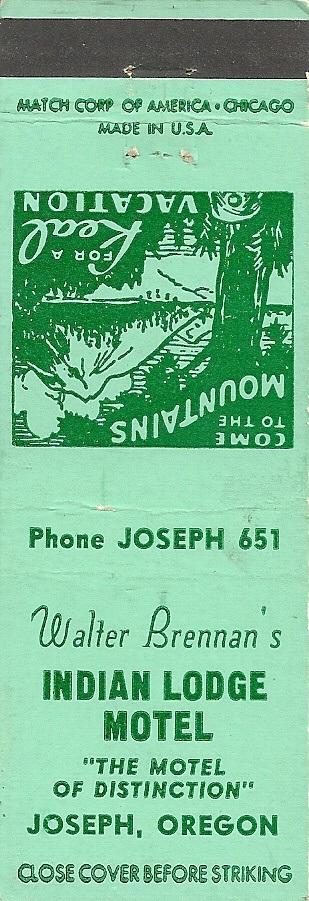 MATCH CORP OF AMERICA • CHICAGO
MADE IN U.S.A.
COME
TO THE
MOUNTAINS
FOR A
Real
VACATION
Phone JOSEPH 651
Walter Brennan's
INDIAN LODGE
MOTEL
"THE MOTEL
OF DISTINCTION"
JOSEPH, OREGON
CLOSE COVER BEFORE STRIKING